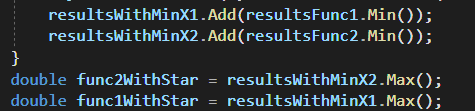 resultsWithMinX1.Add(resultsFunc1.Min());
resultsWithMinX2.Add(resultsFunc2.Min());
}
double func2WithStar = resultsWithMinX2.Max();
double func1WithStar = resultsWithMinX1.Max();